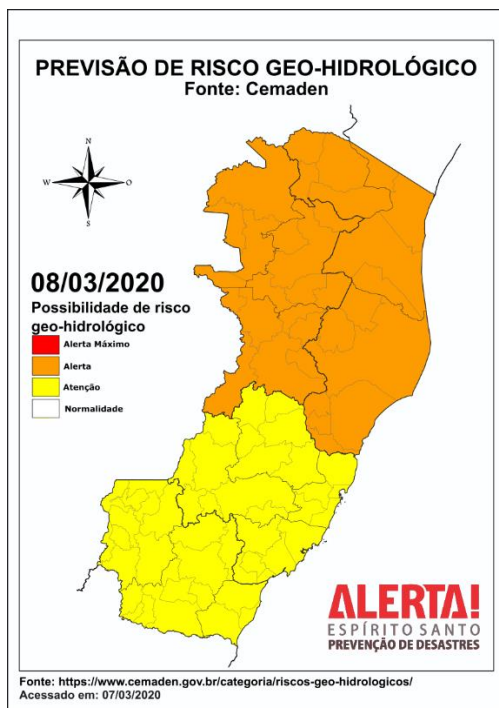 PREVISÃO DE RISCO GEO-HIDROLÓGICO
Fonte: Cemaden
N
W
O
S
08/03/2020
Possibilidade de risco
geo-hidrológico
Alerta Máximo
Alerta
Atenção
Normalidade
ALERTA!
ESPÍRITO SANTO
PREVENÇÃO DE DESASTRES
Fonte: https://www.cemaden.gov.br/categoria/riscos-geo-hidrologicos/
Acessado em: 07/03/2020